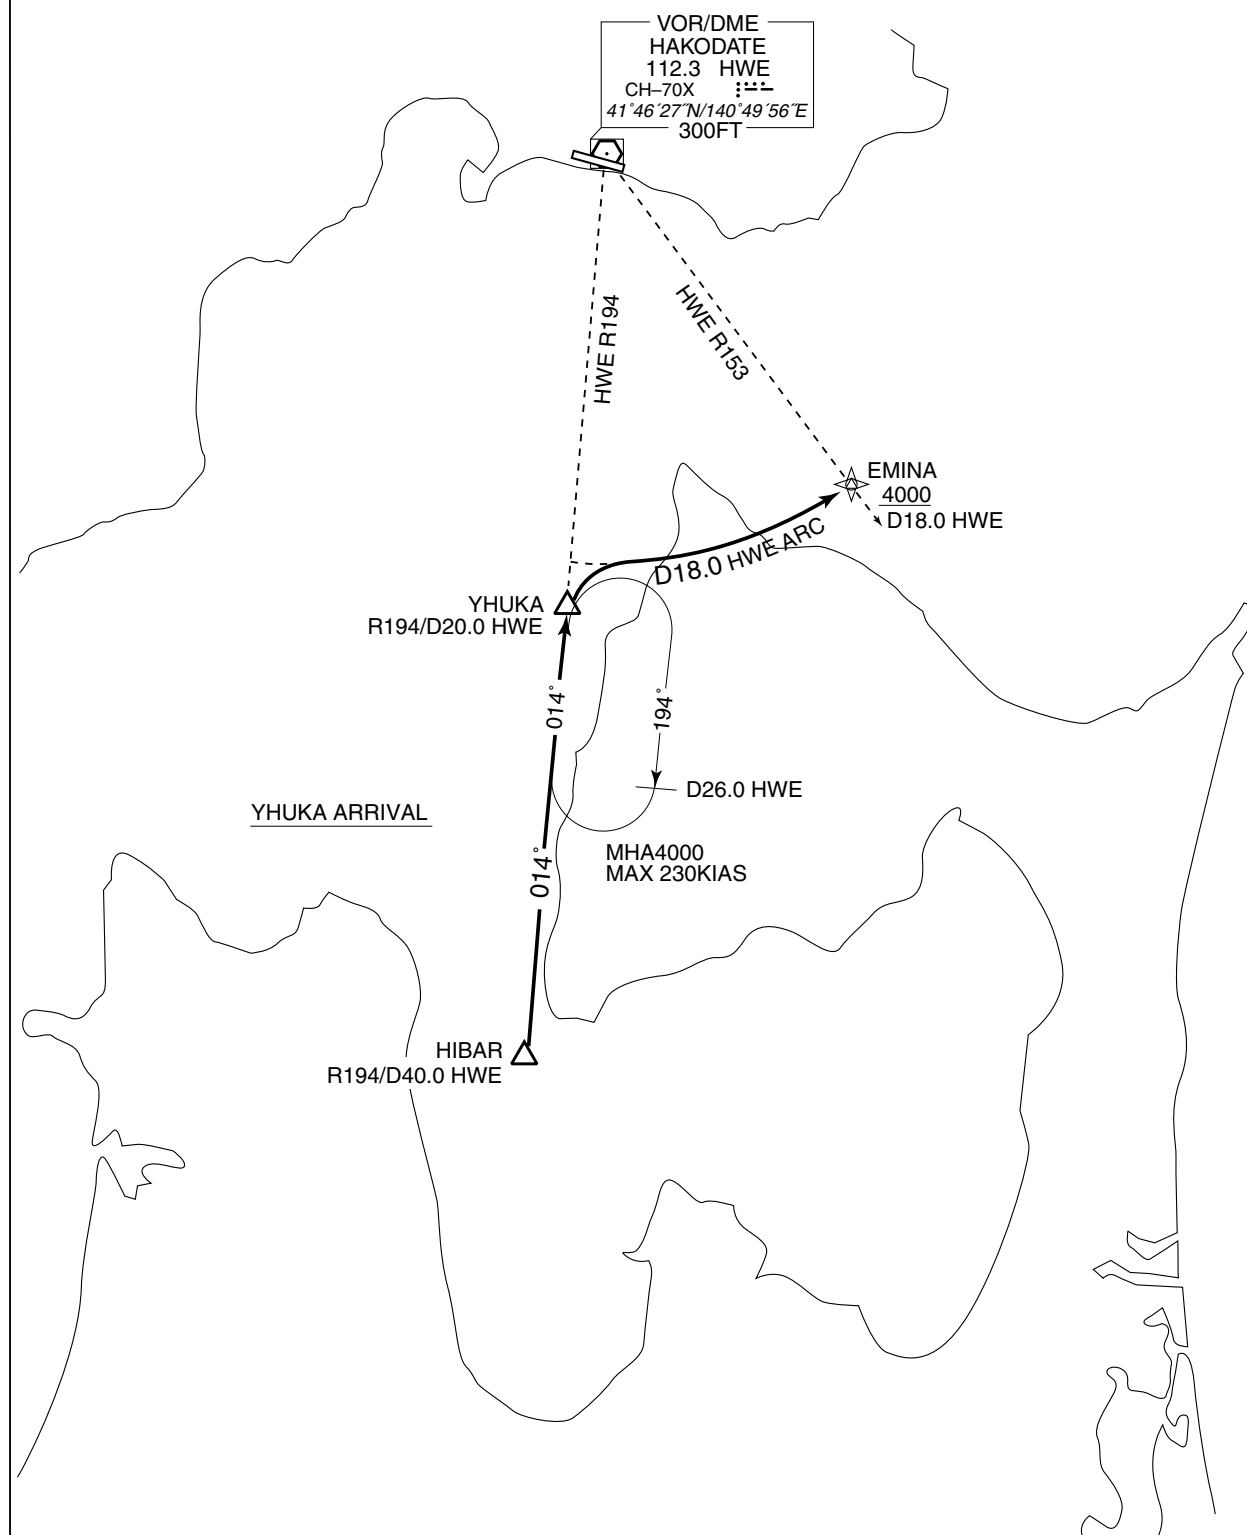 VOR/DME
HAKODATE
112.3 HWE
CH–70X
41°46´27˝N/140°49´56˝E
300FT
HWE R194
HWE R153
EMINA
4000
D18.0 HWE
D18.0 HWE ARC
YHUKA
R194/D20.0 HWE
014°
194°
D26.0 HWE
YHUKA ARRIVAL
014°
MHA4000
MAX 230KIAS
HIBAR
R194/D40.0 HWE